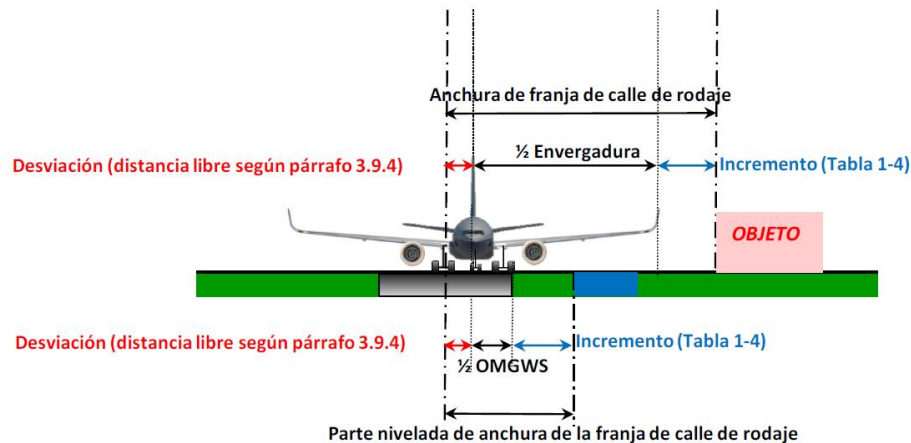 Anchura de franja de calle de rodaje
Desviación (distancia libre según párrafo 3.9.4)
½ Envergadura
Incremento (Tabla 1-4)
OBJETO
Desviación (distancia libre según párrafo 3.9.4)
½ OMGWS
Incremento (Tabla 1-4)
Parte nivelada de anchura de la franja de calle de rodaje